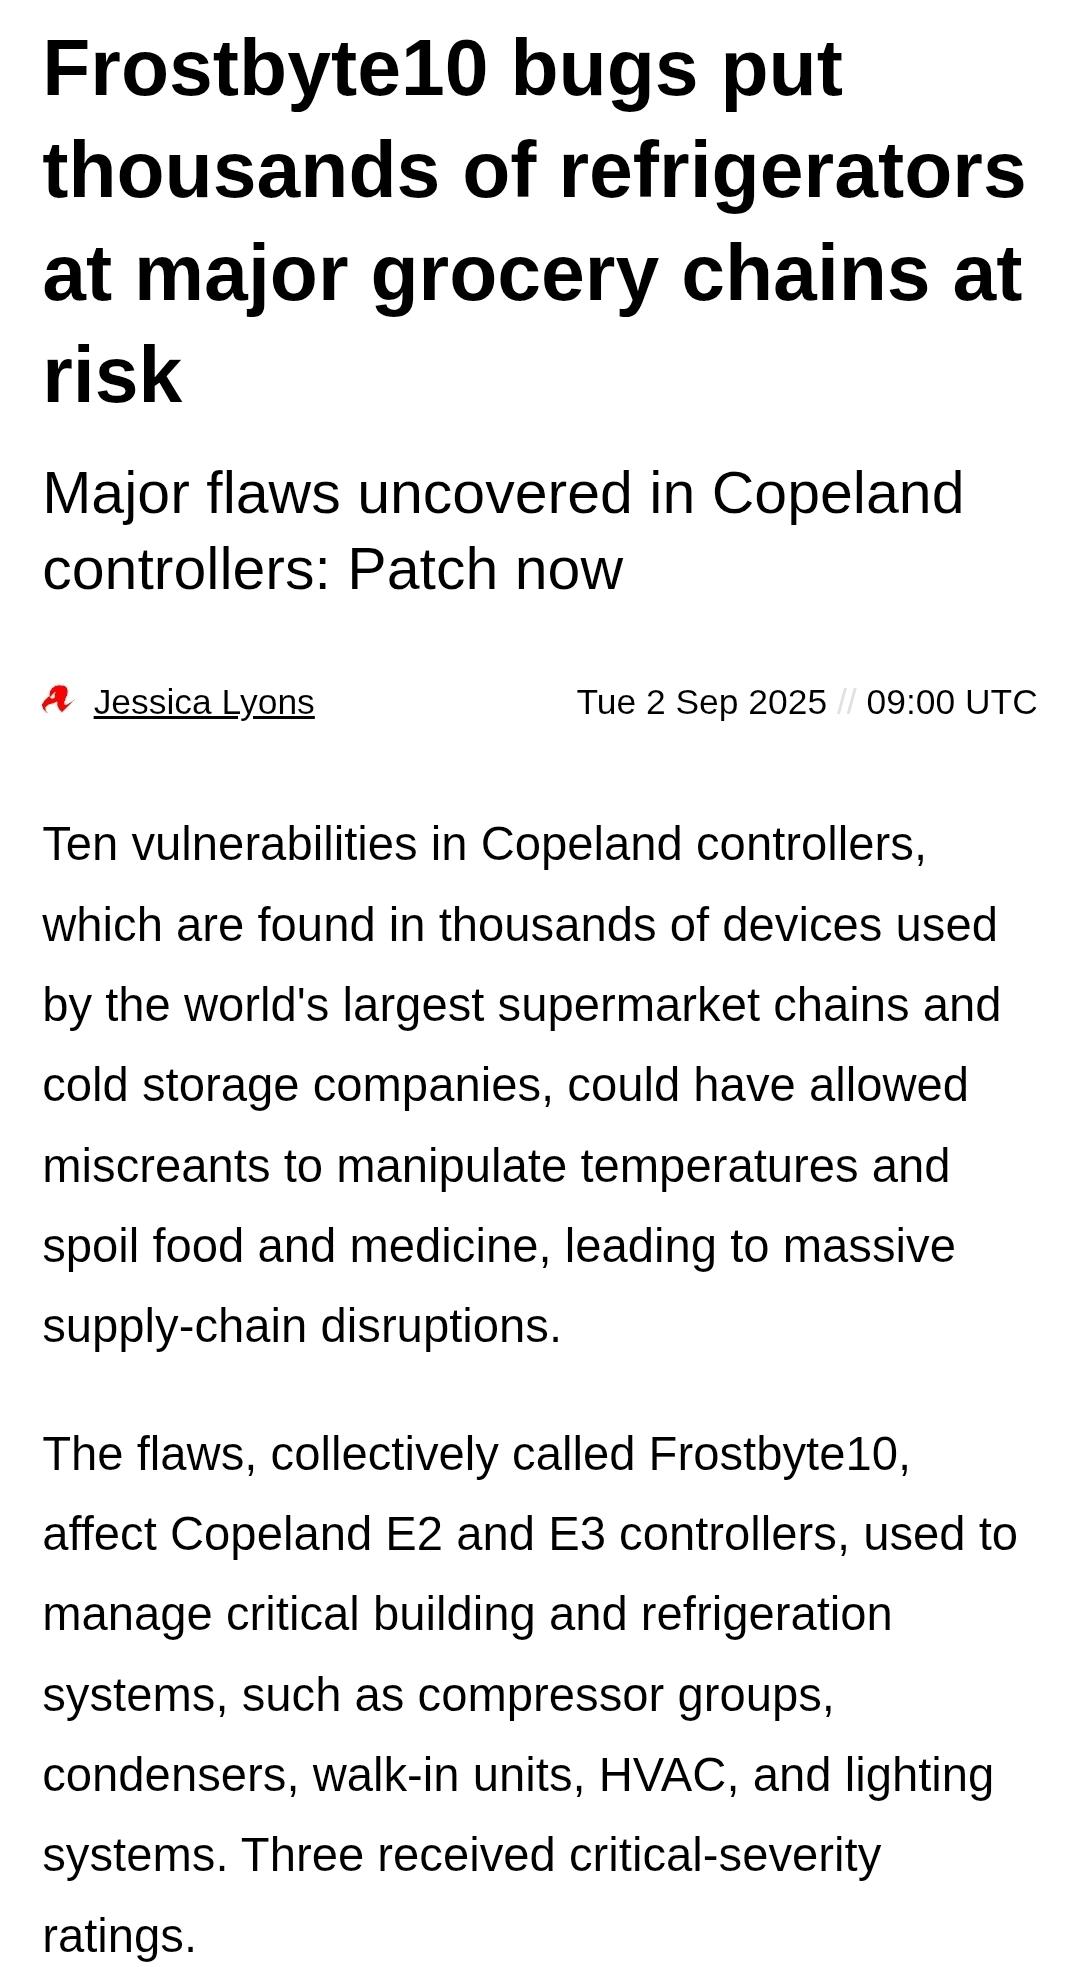 Frostbyte10 bugs put
thousands of refrigerators
at major grocery chains at
risk
Major flaws uncovered in Copeland
controllers: Patch now
Jessica Lyons Tue 2 Sep 2025 // 09:00 UTC
Ten vulnerabilities in Copeland controllers,
which are found in thousands of devices used
by the world's largest supermarket chains and
cold storage companies, could have allowed
miscreants to manipulate temperatures and
spoil food and medicine, leading to massive
supply-chain disruptions.
The flaws, collectively called Frostbyte10,
affect Copeland E2 and E3 controllers, used to
manage critical building and refrigeration
systems, such as compressor groups,
condensers, walk-in units, HVAC, and lighting
systems. Three received critical-severity
ratings.